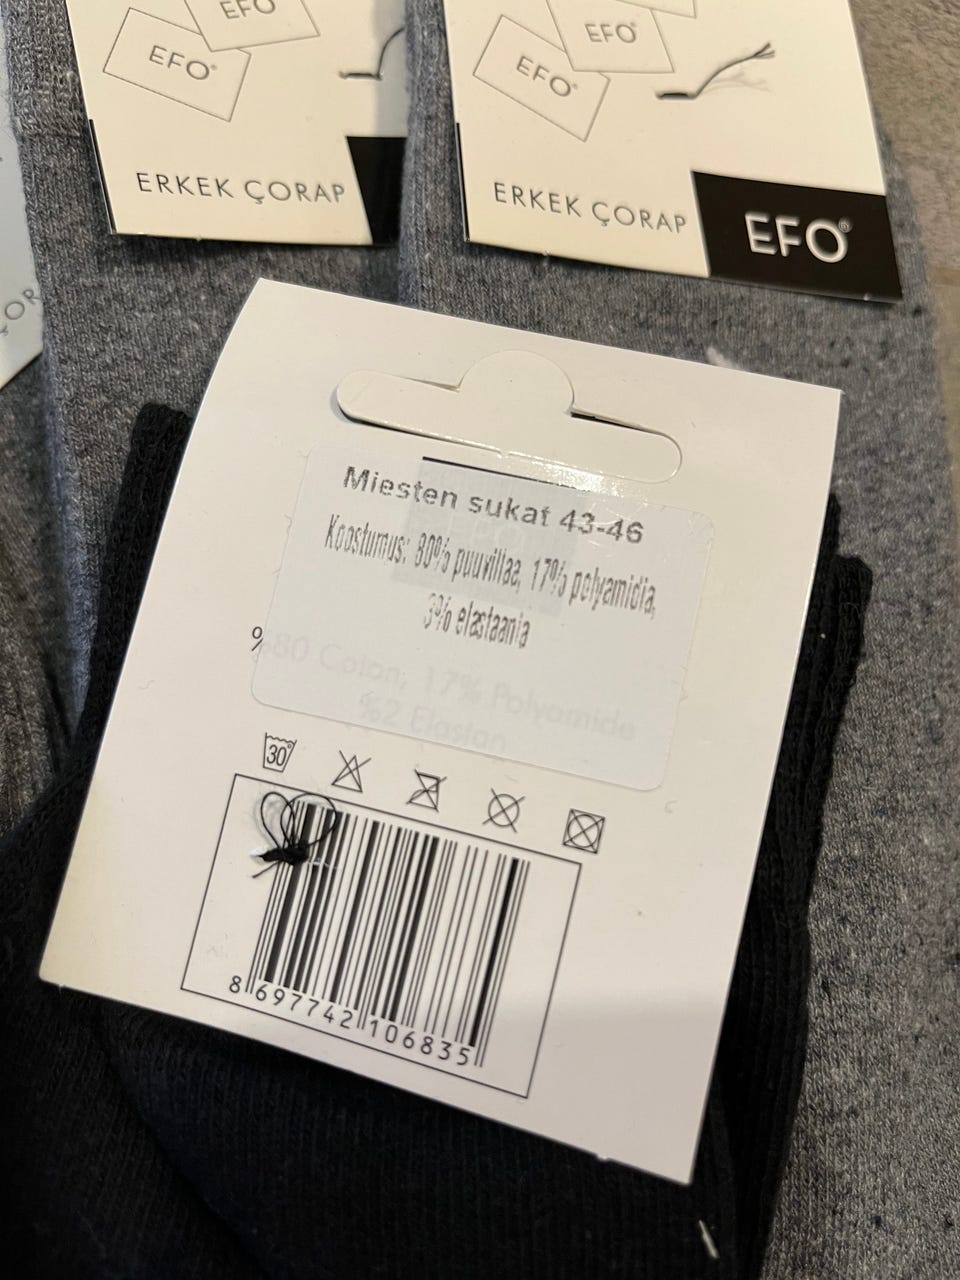 EFO®
EFO®
EFO®
EFO®
ERKEK ÇORAP
ERKEK ÇORAP
EFO®
ÇOR
Miesten sukat 43-46
Koostumus: 80% puuvillaa, 17% polyamidia,
3% elastaania
%80 Coton, 17% Polyamide
%2 Elastan
30°
8 697742 106835